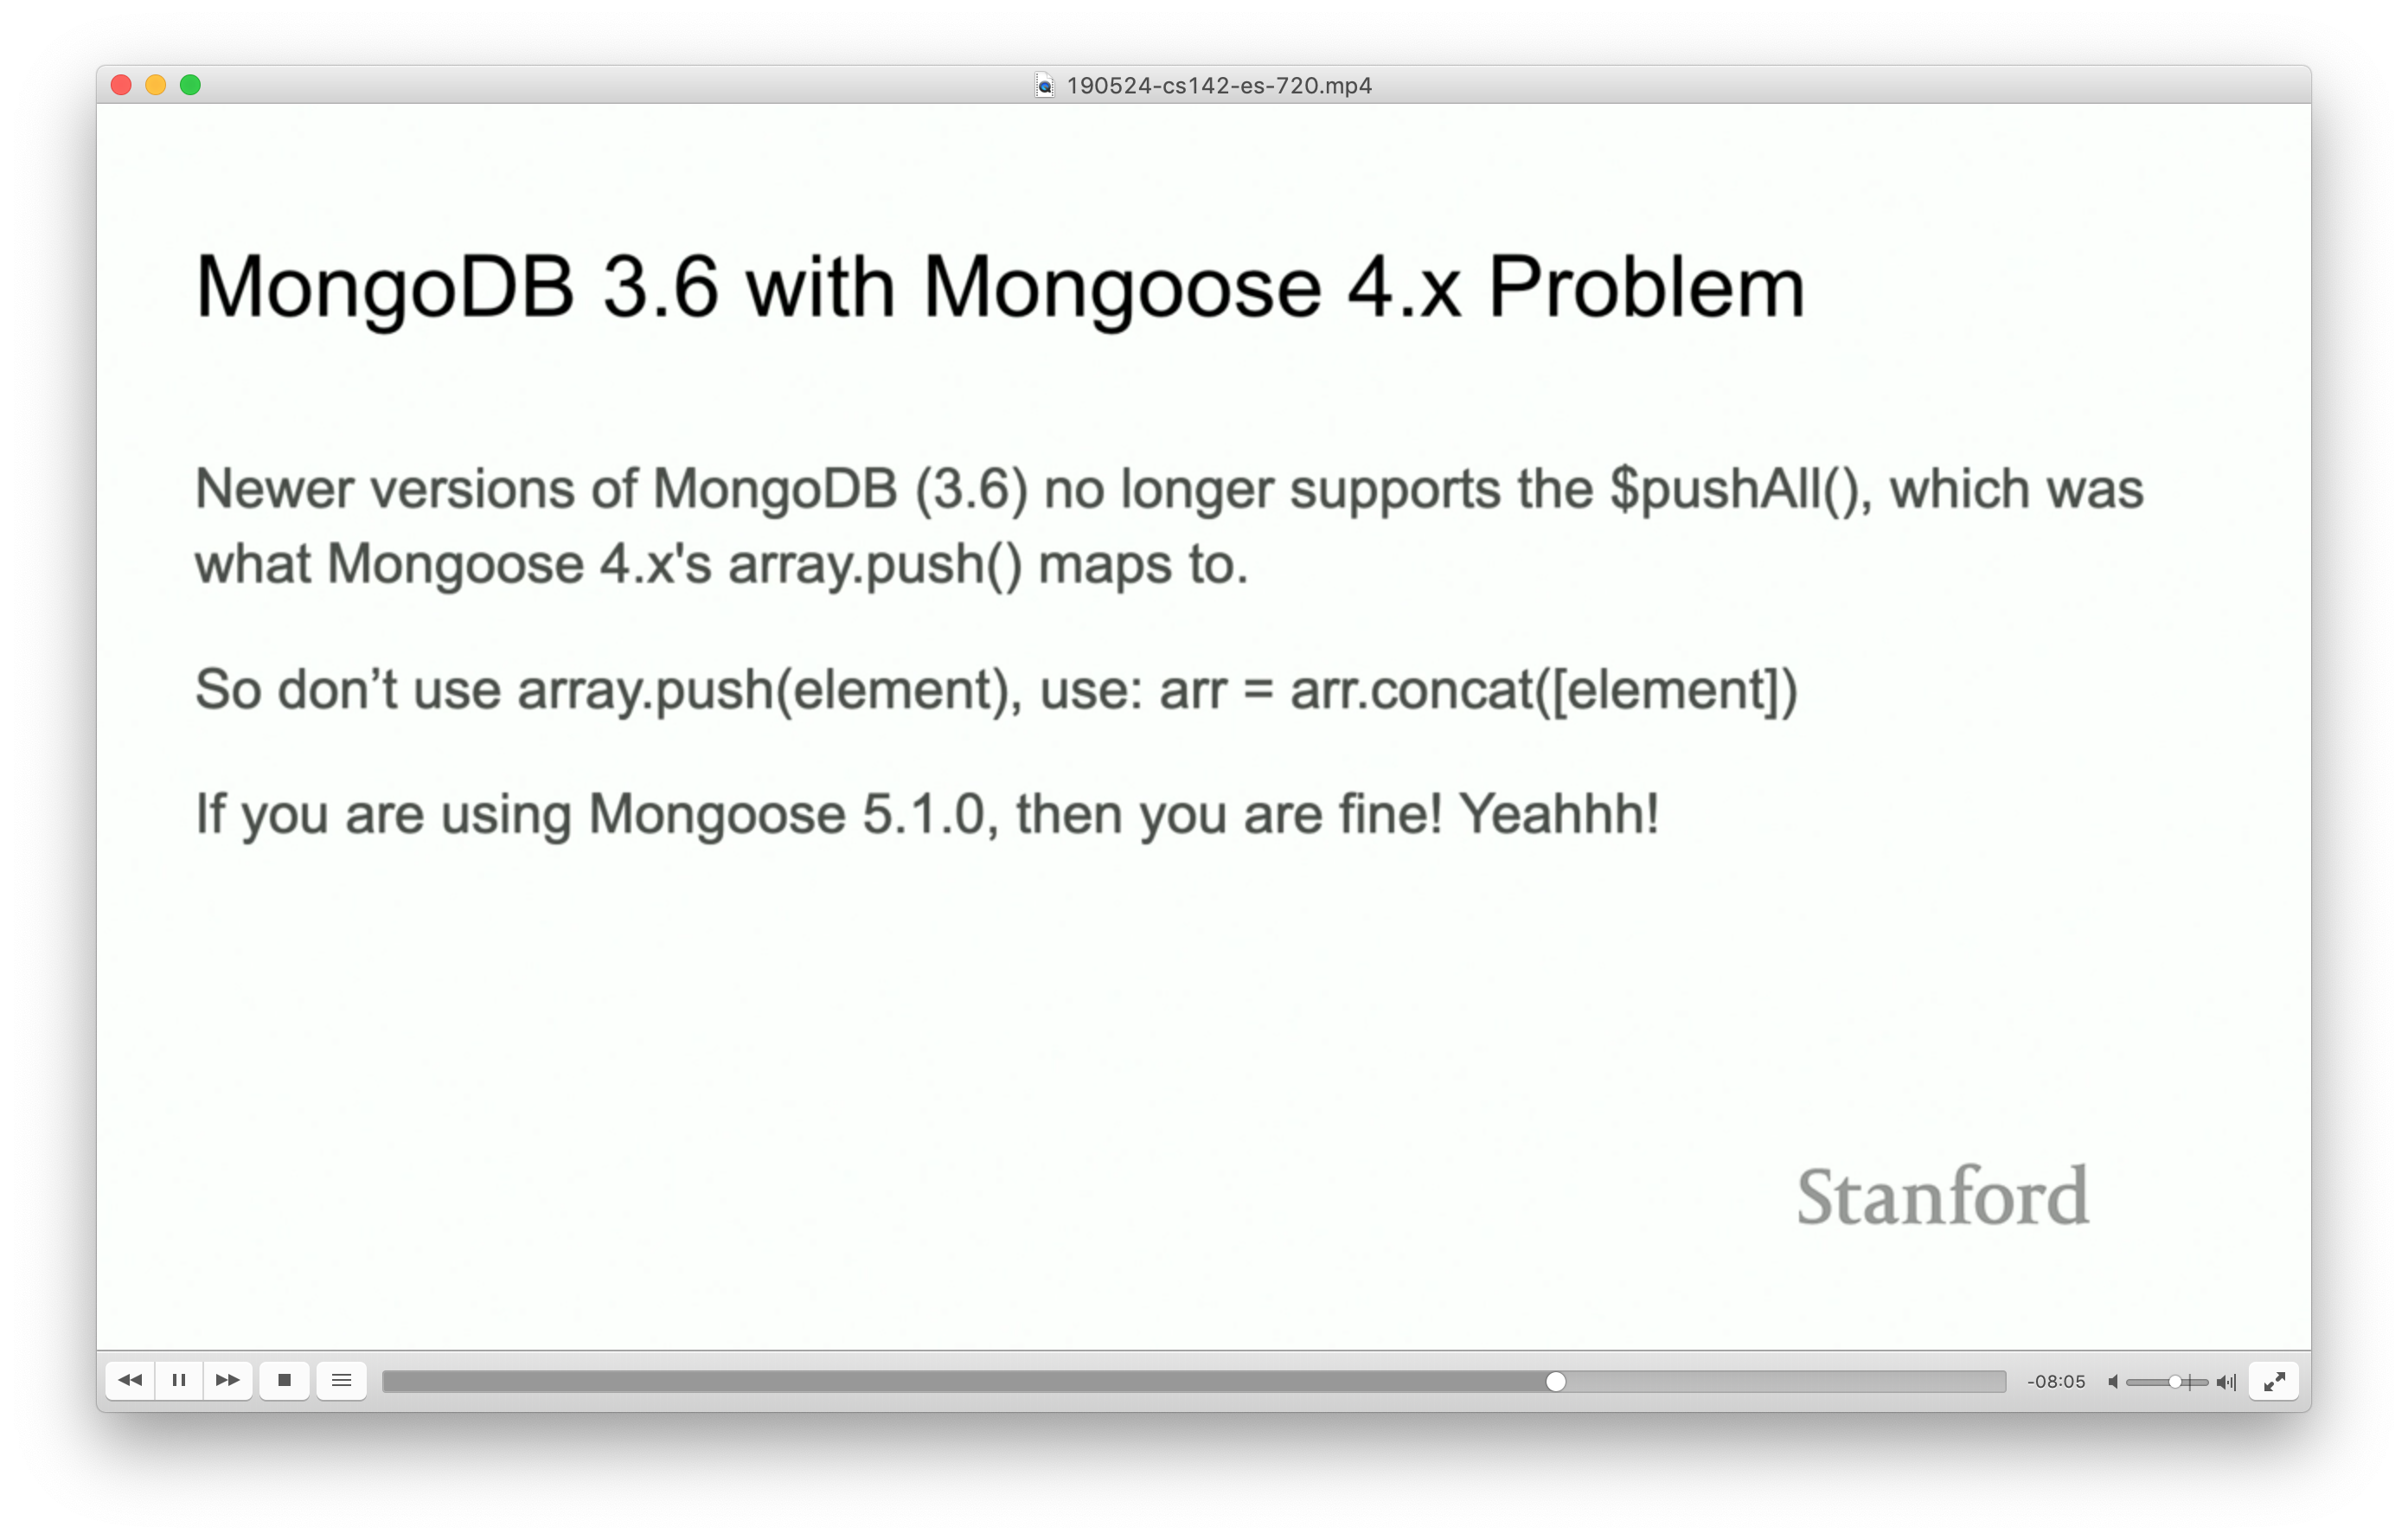 190524-cs142-es-720.mp4
MongoDB 3.6 with Mongoose 4.x Problem
Newer versions of MongoDB (3.6) no longer supports the $pushAll(), which was
what Mongoose 4.x's array.push() maps to.
So don’t use array.push(element), use: arr = arr.concat([element])
If you are using Mongoose 5.1.0, then you are fine! Yeahhh!
Stanford
-08:05